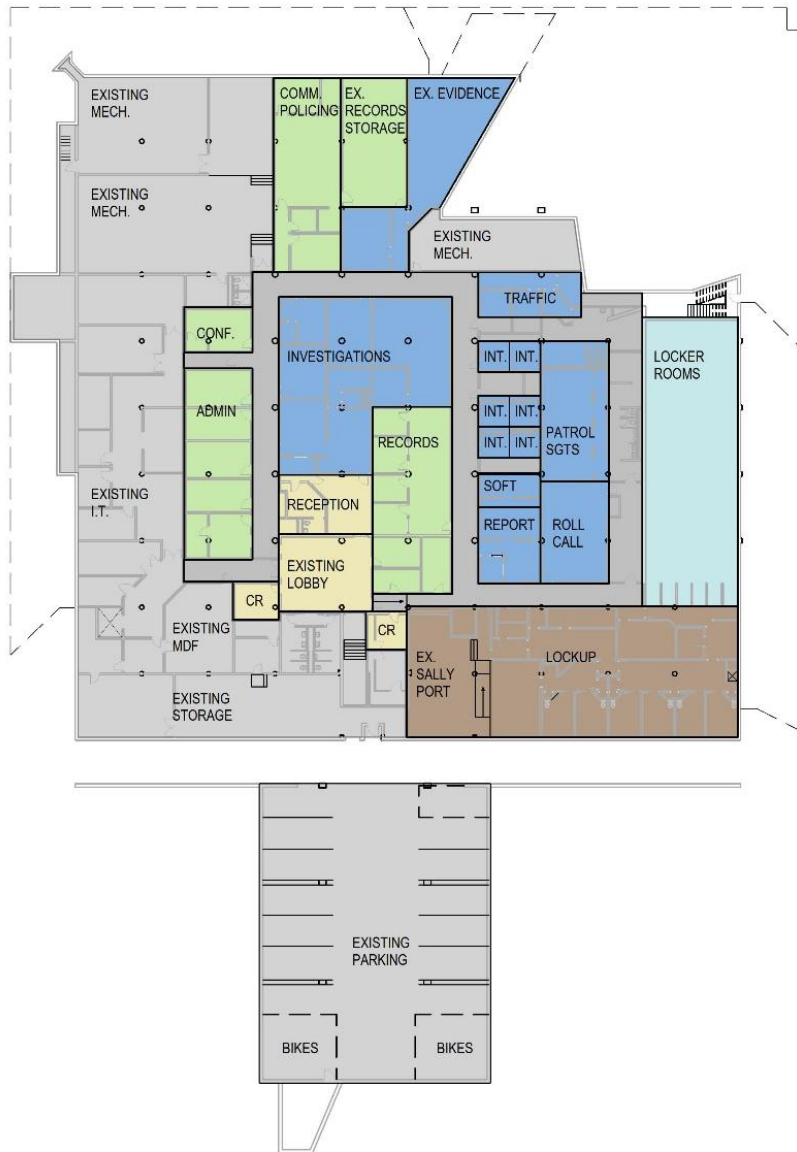 EXISTING
MECH.
COMM.
POLICING
EX.
RECORDS
STORAGE
EX. EVIDENCE
EXISTING
MECH.
EXISTING
MECH.
TRAFFIC
CONF.
INVESTIGATIONS
INT.
INT.
LOCKER
ROOMS
ADMIN
RECORDS
INT.
INT.
INT.
INT.
PATROL
SGTS
EXISTING
I.T.
RECEPTION
SOFT
REPORT
ROLL
CALL
EXISTING
LOBBY
CR
EXISTING
MDF
CR
EX.
SALLY
PORT
LOCKUP
EXISTING
STORAGE
EXISTING
PARKING
BIKES
BIKES